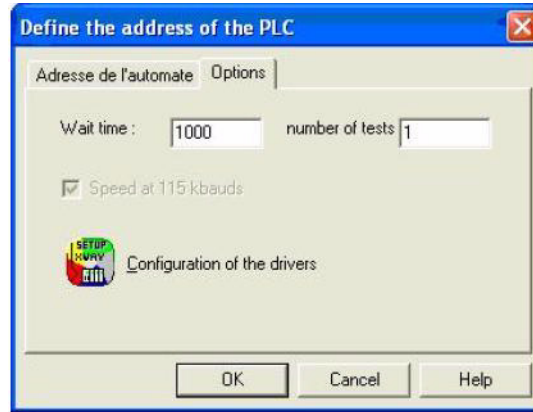 Define the address of the PLC
Adresse de l'automate Options
Wait time : 1000 number of tests 1
Speed at 115 kbauds
SETUP
XWAY
Configuration of the drivers
OK Cancel Help